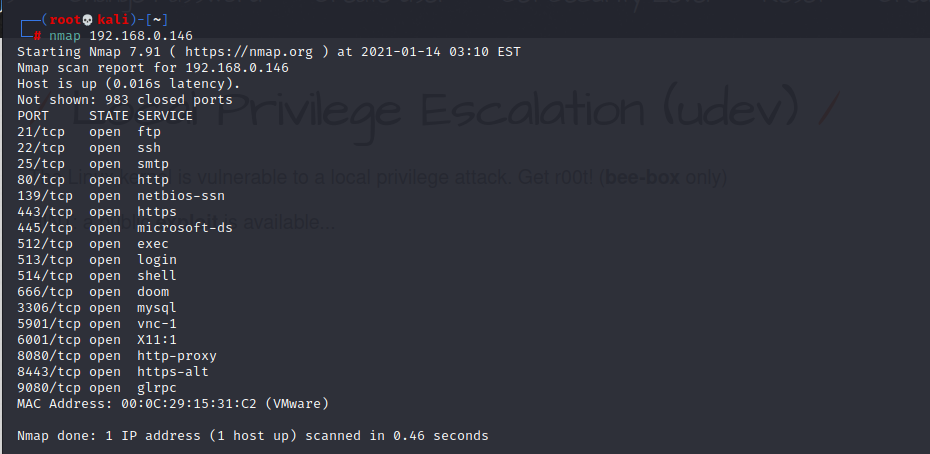 (root💀kali)-[~]
# nmap 192.168.0.146
Starting Nmap 7.91 ( https://nmap.org ) at 2021-01-14 03:10 EST
Nmap scan report for 192.168.0.146
Host is up (0.016s latency).
Not shown: 983 closed ports
PORT STATE SERVICE
21/tcp open ftp
22/tcp open ssh
25/tcp open smtp
80/tcp open http
139/tcp open netbios-ssn
443/tcp open https
445/tcp open microsoft-ds
512/tcp open exec
513/tcp open login
514/tcp open shell
666/tcp open doom
3306/tcp open mysql
5901/tcp open vnc-1
6001/tcp open X11:1
8080/tcp open http-proxy
8443/tcp open https-alt
9080/tcp open glrpc
MAC Address: 00:0C:29:15:31:C2 (VMware)
Nmap done: 1 IP address (1 host up) scanned in 0.46 seconds
Privilege Escalation (udev) /
is vulnerable to a local privilege attack. Get r00t! (bee-box only)
is available...